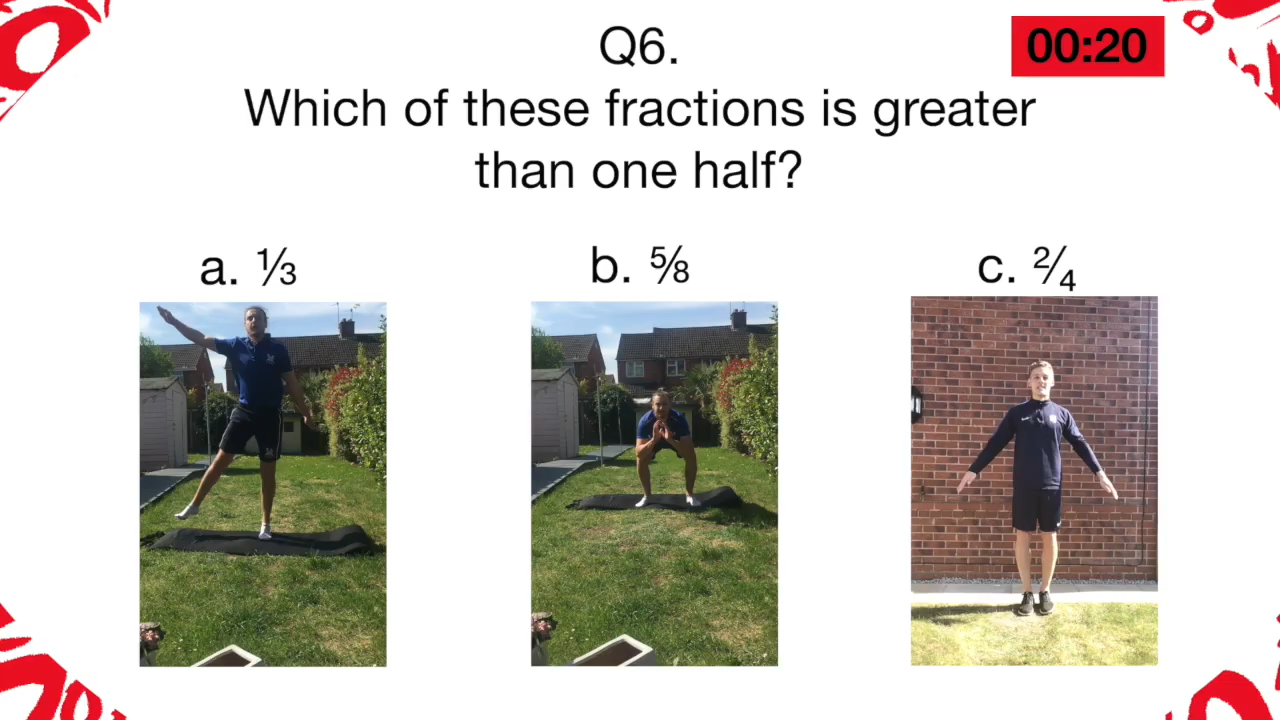 Q6.
00:20
Which of these fractions is greater
than one half?
a. ⅓
b. ⅝
c. 2⁄4